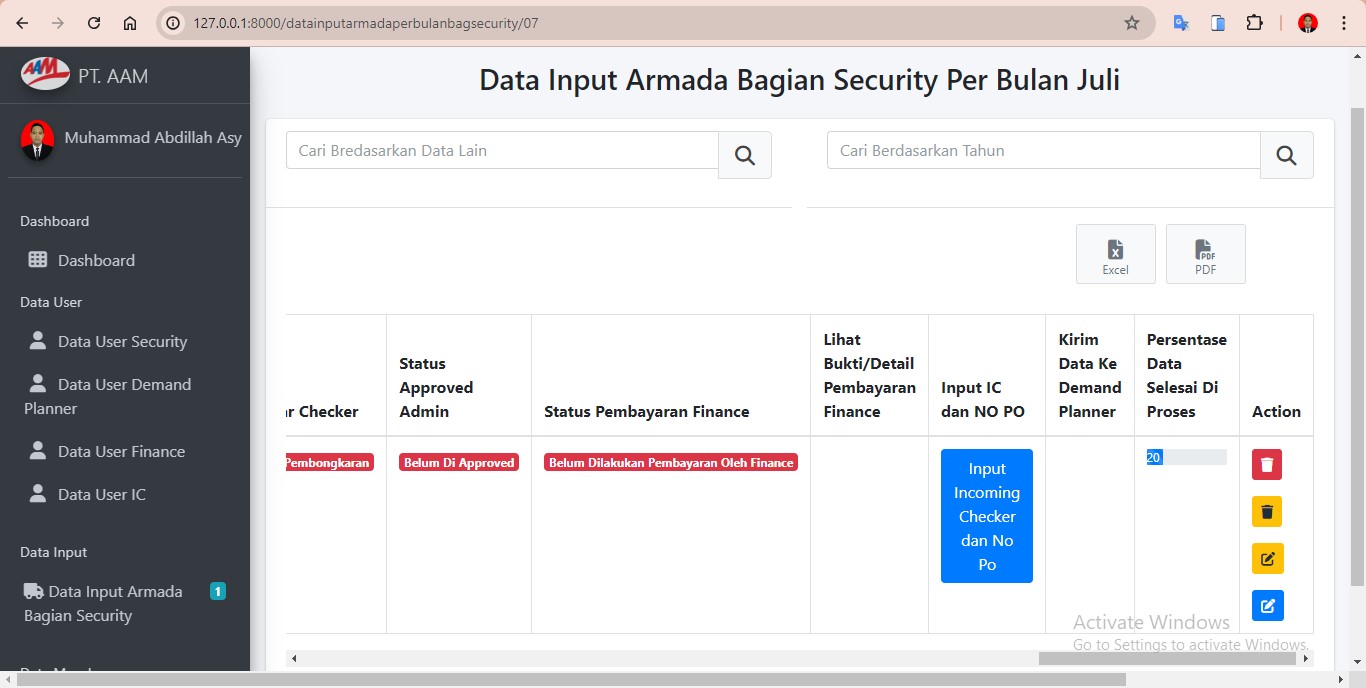 127.0.0.1:8000/datainputarmadaperbulanbagsecurity/07
AAM PT. AAM
Muhammad Abdillah Asy
Dashboard
Dashboard
Data User
Data User Security
Data User Demand
Planner
Data User Finance
Data User IC
Data Input
Data Input Armada 1
Bagian Security
Data Input Armada Bagian Security Per Bulan Juli
Cari Bredasarkan Data Lain
Cari Berdasarkan Tahun
Excel
PDF
PDF
Checker
Status
Approved
Admin
Status Pembayaran Finance
Lihat
Bukti/Detail
Pembayaran
Finance
Input IC
dan NO PO
Kirim
Data Ke
Demand
Planner
Persentase
Data
Selesai Di
Proses
Action
Pembongkaran
Belum Di Approved
Belum Dilakukan Pembayaran Oleh Finance
Input
Incoming
Checker
dan No
Po
20
Activate Windows
Go to Settings to activate Windows.